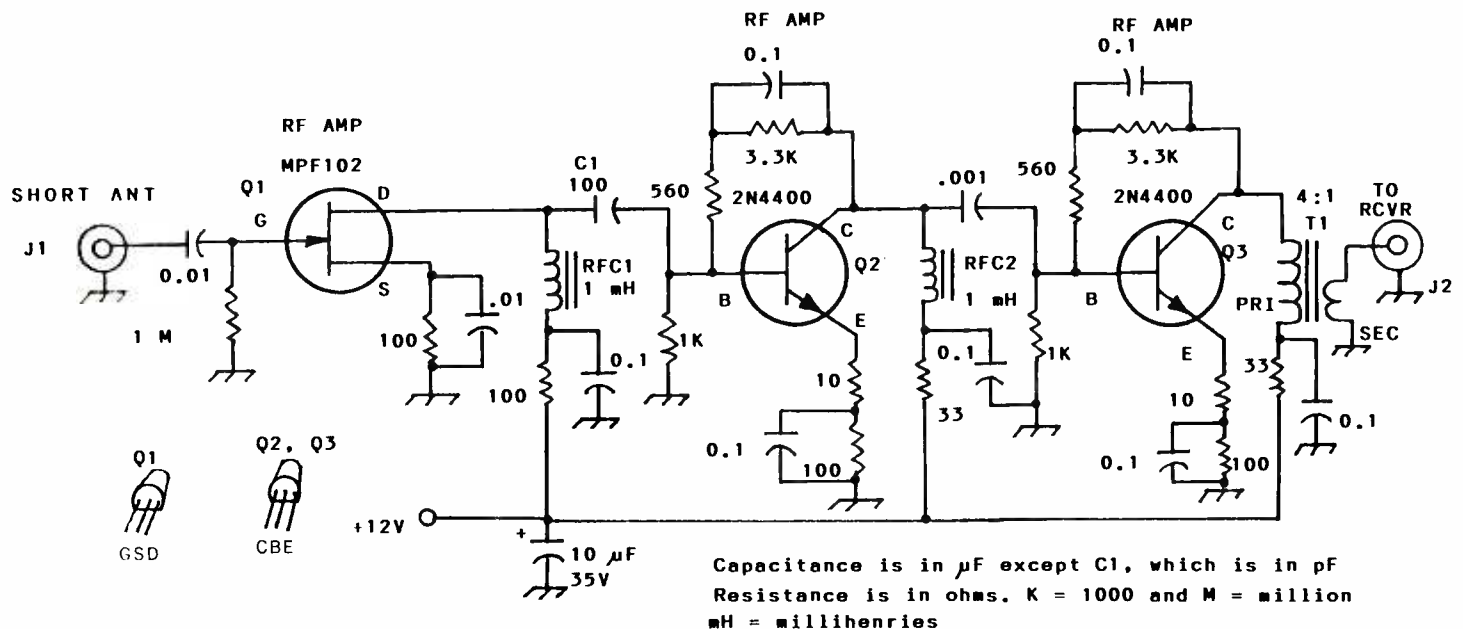 RF AMP
0.1
3.3K
RF AMP
0.1
3.3K
RF AMP
MPF102
Q1
SHORT ANT
J1
G
D
S
0.01
1 M
100
.01
C1
100
RFC1
1 mH
0.1
100
560
2N4400
1K
B
C
Q2
E
10
0.1
100
.001
RFC2
1 mH
0.1
33
560
2N4400
1K
B
C
Q3
E
10
0.1
100
4:1
T1
PRI
SEC
33
0.1
TO
RCVR
J2
Q1
GSD
Q2, Q3
CBE
+12V
+
10 µF
35V
Capacitance is in µF except C1, which is in pF
Resistance is in ohms. K = 1000 and M = million
mH = millihenries